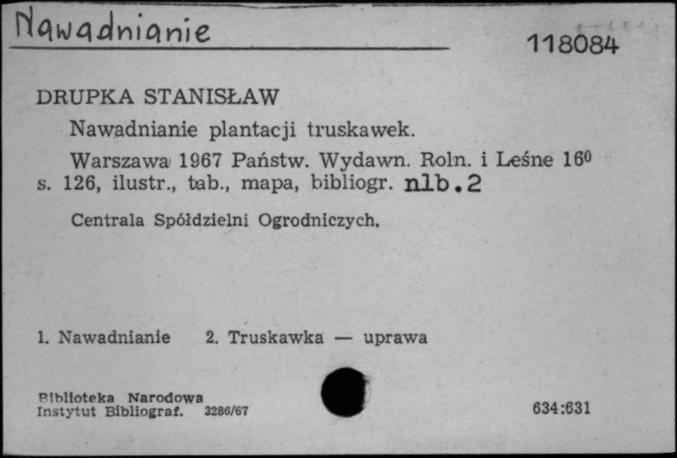 Nawadnianie
118084
DRUPKA STANISŁAW
Nawadnianie plantacji truskawek.
Warszawa 1967 Państw. Wydawn. Roln. i Leśne 16⁰
s. 126, ilustr., tab., mapa, bibliogr. nlb.2
Centrala Spółdzielni Ogrodniczych.
1. Nawadnianie 2. Truskawka — uprawa
Biblioteka Narodowa
Instytut Bibliograf. 3286/67
634:631